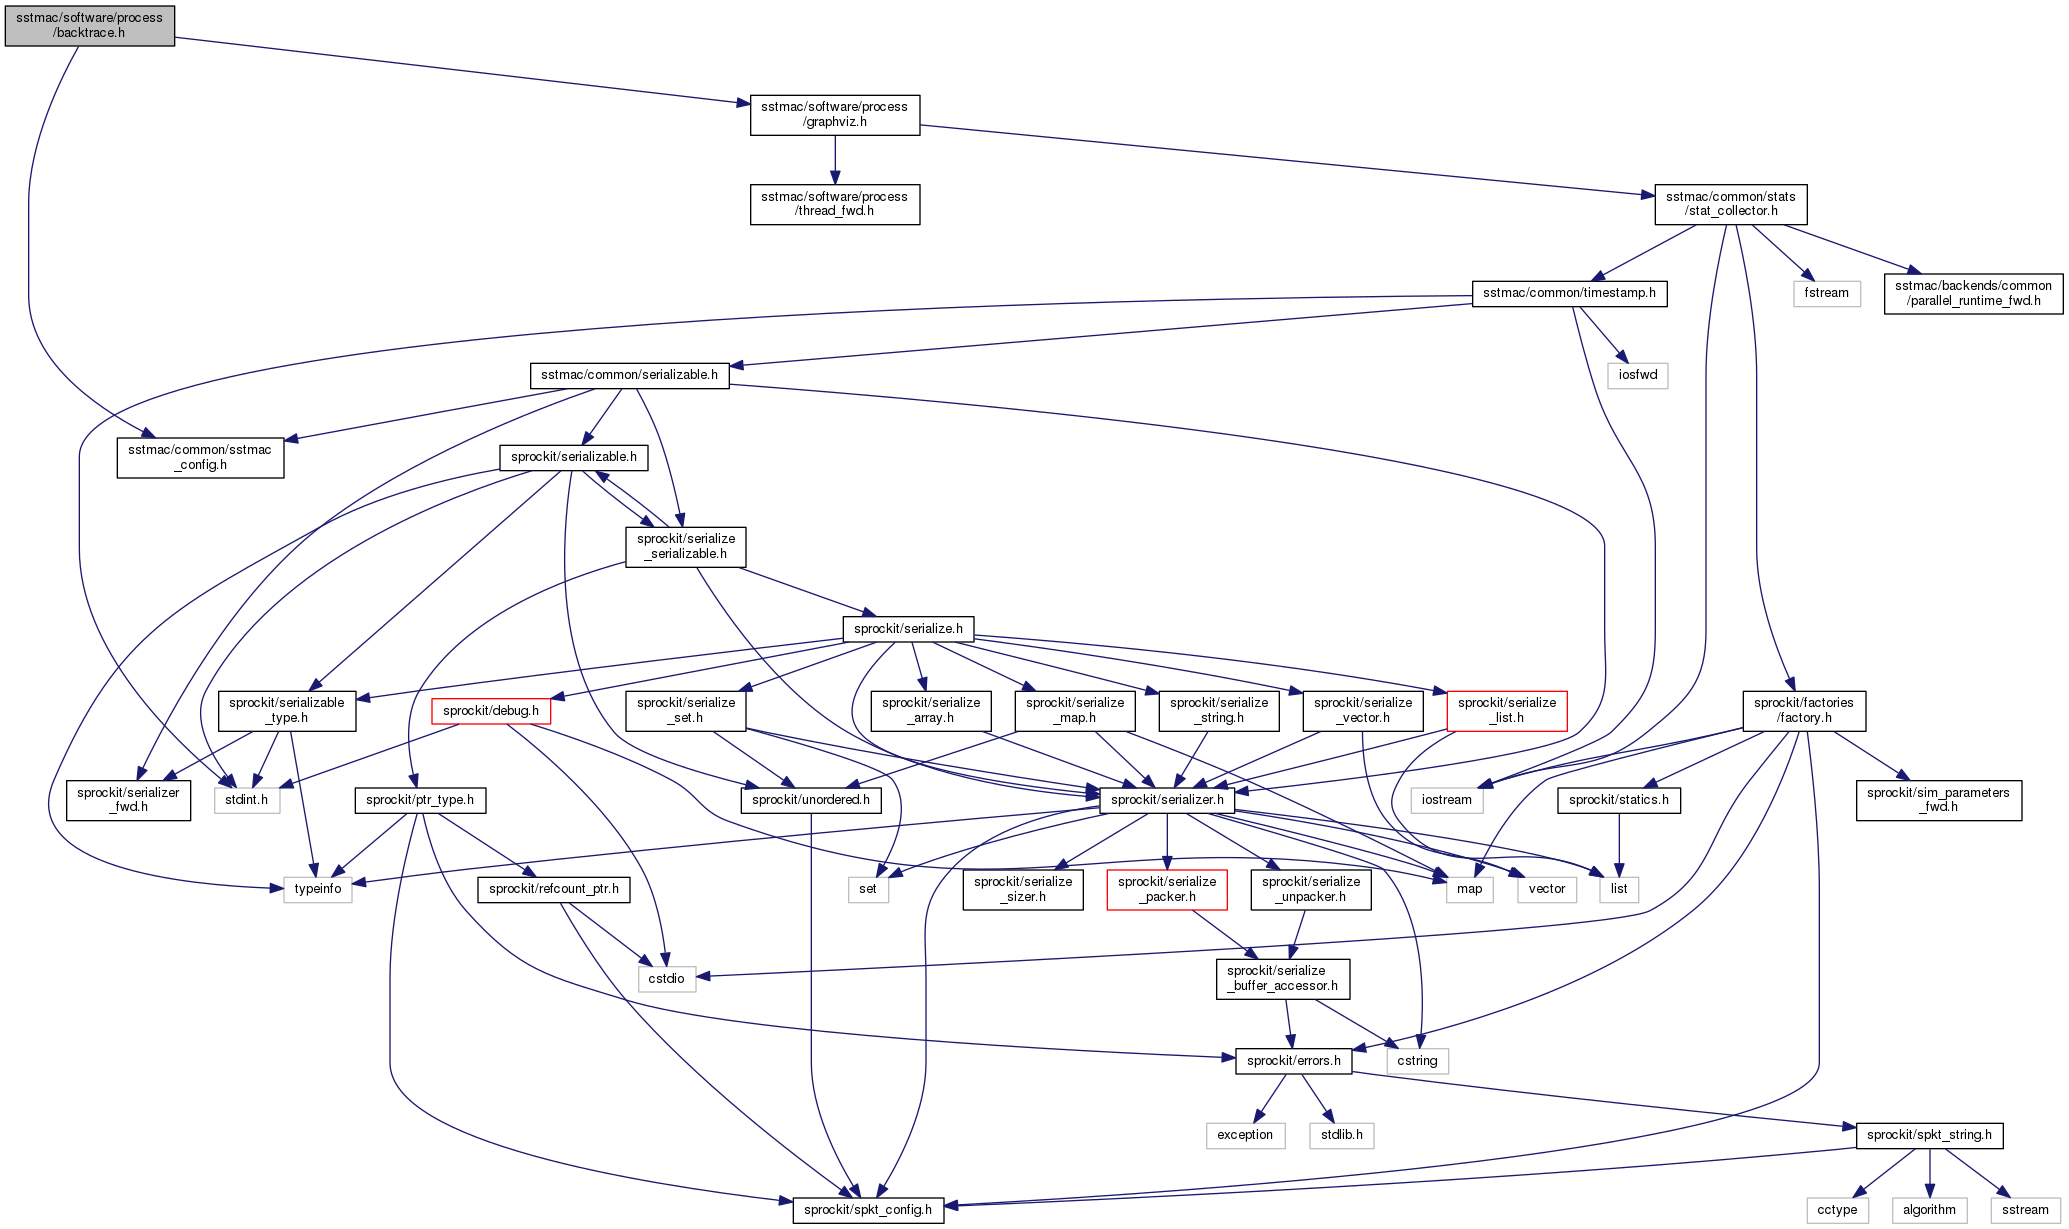 sstmac/software/process
/backtrace.h
sstmac/software/process
/graphviz.h
sstmac/software/process
/thread_fwd.h
sstmac/common/stats
/stat_collector.h
sstmac/common/timestamp.h
fstream
sstmac/backends/common
/parallel_runtime_fwd.h
sstmac/common/serializable.h
iosfwd
sstmac/common/sstmac
_config.h
sprockit/serializable.h
sprockit/serialize
_serializable.h
sprockit/serialize.h
sprockit/serializable
_type.h
sprockit/debug.h
sprockit/serialize
_set.h
sprockit/serialize
_array.h
sprockit/serialize
_map.h
sprockit/serialize
_string.h
sprockit/serialize
_vector.h
sprockit/serialize
_list.h
sprockit/factories
/factory.h
sprockit/serializer
_fwd.h
stdint.h
sprockit/ptr_type.h
sprockit/unordered.h
sprockit/serializer.h
iostream
sprockit/statics.h
sprockit/sim_parameters
_fwd.h
typeinfo
sprockit/refcount_ptr.h
set
sprockit/serialize
_sizer.h
sprockit/serialize
_packer.h
sprockit/serialize
_unpacker.h
map
vector
list
cstdio
sprockit/serialize
_buffer_accessor.h
sprockit/errors.h
cstring
exception
stdlib.h
sprockit/spkt_string.h
sprockit/spkt_config.h
cctype
algorithm
sstream